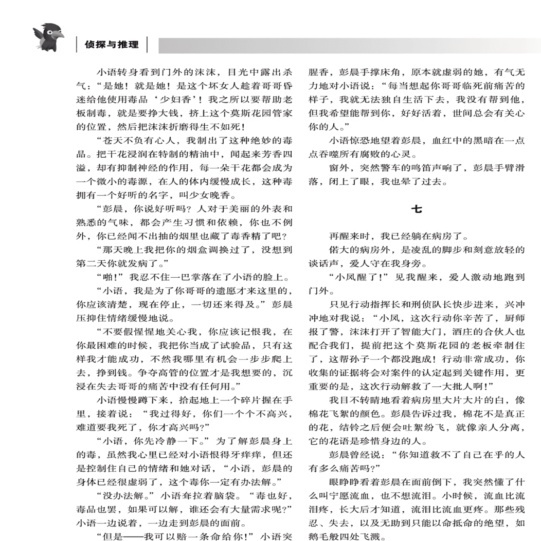 侦探与推理
小语转身看到门外的沫沫，目光中露出杀
气：“是她！就是她！是这个坏女人趁着哥哥昏
迷给他使用毒品‘少妇香’！我之所以要帮助老
板制毒，就是要挣大钱，挤上这个莫斯花园管家
的位置，然后把沫沫折磨得生不如死！
“苍天不负有心人，我制出了这种绝妙的毒
品。把干花浸润在特制的精油中，闻起来芳香四
溢，却有抑制神经的作用，每一朵干花都会成为
一个微小的毒源，在人的体内缓慢成长，这种毒
拥有一个好听的名字，叫少女晚香。
“彭晨，你说好听吗？人对于美丽的外表和
熟悉的气味，都会产生习惯和依赖，你也不例
外，你已经闻不出抽的烟里也藏了毒香精了吧？
“那天晚上我把你的烟盒调换过了，没想到
第二天你就发病了。”
“啪！”我忍不住一巴掌落在了小语的脸上。
“小语，我是为了你哥哥的遗愿才来这里的，
你应该清楚，现在停止，一切还来得及。”彭晨
压抑住情绪缓慢地说。
“不要假惺惺地关心我，你应该记恨我，在
你最困难的时候，我把你当成了试验品，只有这
样我才能成功，不然我哪里有机会一步步爬上
去，挣到钱。争夺高管的位置才是我想要的，沉
浸在失去哥哥的痛苦中没有任何用。”
小语慢慢蹲下来，拾起地上一个碎片握在手
里，接着说：“我过得好，你们一个个不高兴，
难道要我死了，你才高兴吗？”
“小语，你先冷静一下。”为了解彭晨身上
的毒，虽然我心里已经对小语恨得牙痒痒，但还
是控制住自己的情绪和她对话，“小语，彭晨的
身体已经很虚弱了，这个毒你一定有办法解。”
“没办法解。”小语耷拉着脑袋。“毒也好，
毒品也罢，如果可以解，谁还会有大量需求呢？”
小语一边说着，一边走到彭晨的面前。
“但是——我可以赔一条命给你！”小语突
腥香，彭晨手撑床角，原本就虚弱的她，有气无
力地对小语说：“每当想起你哥哥临死前痛苦的
样子，我就无法独自生活下去，我没有帮到他，
但我希望能帮到你，好好活着，世间总会有关心
你的人。”
小语惊恐地望着彭晨，血红中的黑暗在一点
点吞噬所有腐败的心灵。
窗外，突然警车的鸣笛声响了，彭晨手臂滑
落，闭上了眼，我也晕了过去。
七
再醒来时，我已经躺在病房了。
偌大的病房外，是凌乱的脚步和刻意放轻的
谈话声，爱人守在我身旁。
“小风醒了！”见我醒来，爱人激动地跑到
门外。
只见行动指挥长和刑侦队长快步进来，兴冲
冲地对我说：“小风，这次行动你辛苦了，厨师
报了警，沫沫打开了智能大门，酒庄的合伙人也
配合我们，提前把这个莫斯花园的老板牵制住
了，这帮孙子一个都没跑成！行动非常成功，你
收集的证据将会对案件的认定起到关键作用，更
重要的是，这次行动解救了一大批人啊！”
我目不转睛地看着病房里大片大片的白，像
棉花飞絮的颜色。彭晨告诉过我，棉花不是真正的
花，结铃之后便会吐絮纷飞，就像亲人分离，
它的花语是珍惜身边的人。
彭晨曾经说：“你知道救不了自己在乎的人
有多么痛苦吗？”
眼睁睁看着彭晨在面前倒下，我突然懂了什
么叫宁愿流血，也不想流泪。小时候，流血比流
泪疼，长大后才知道，流泪比流血更疼。那些残
忍、失去，以及无助到只能以命抵命的绝望，如
鹅毛般四处飞溅。